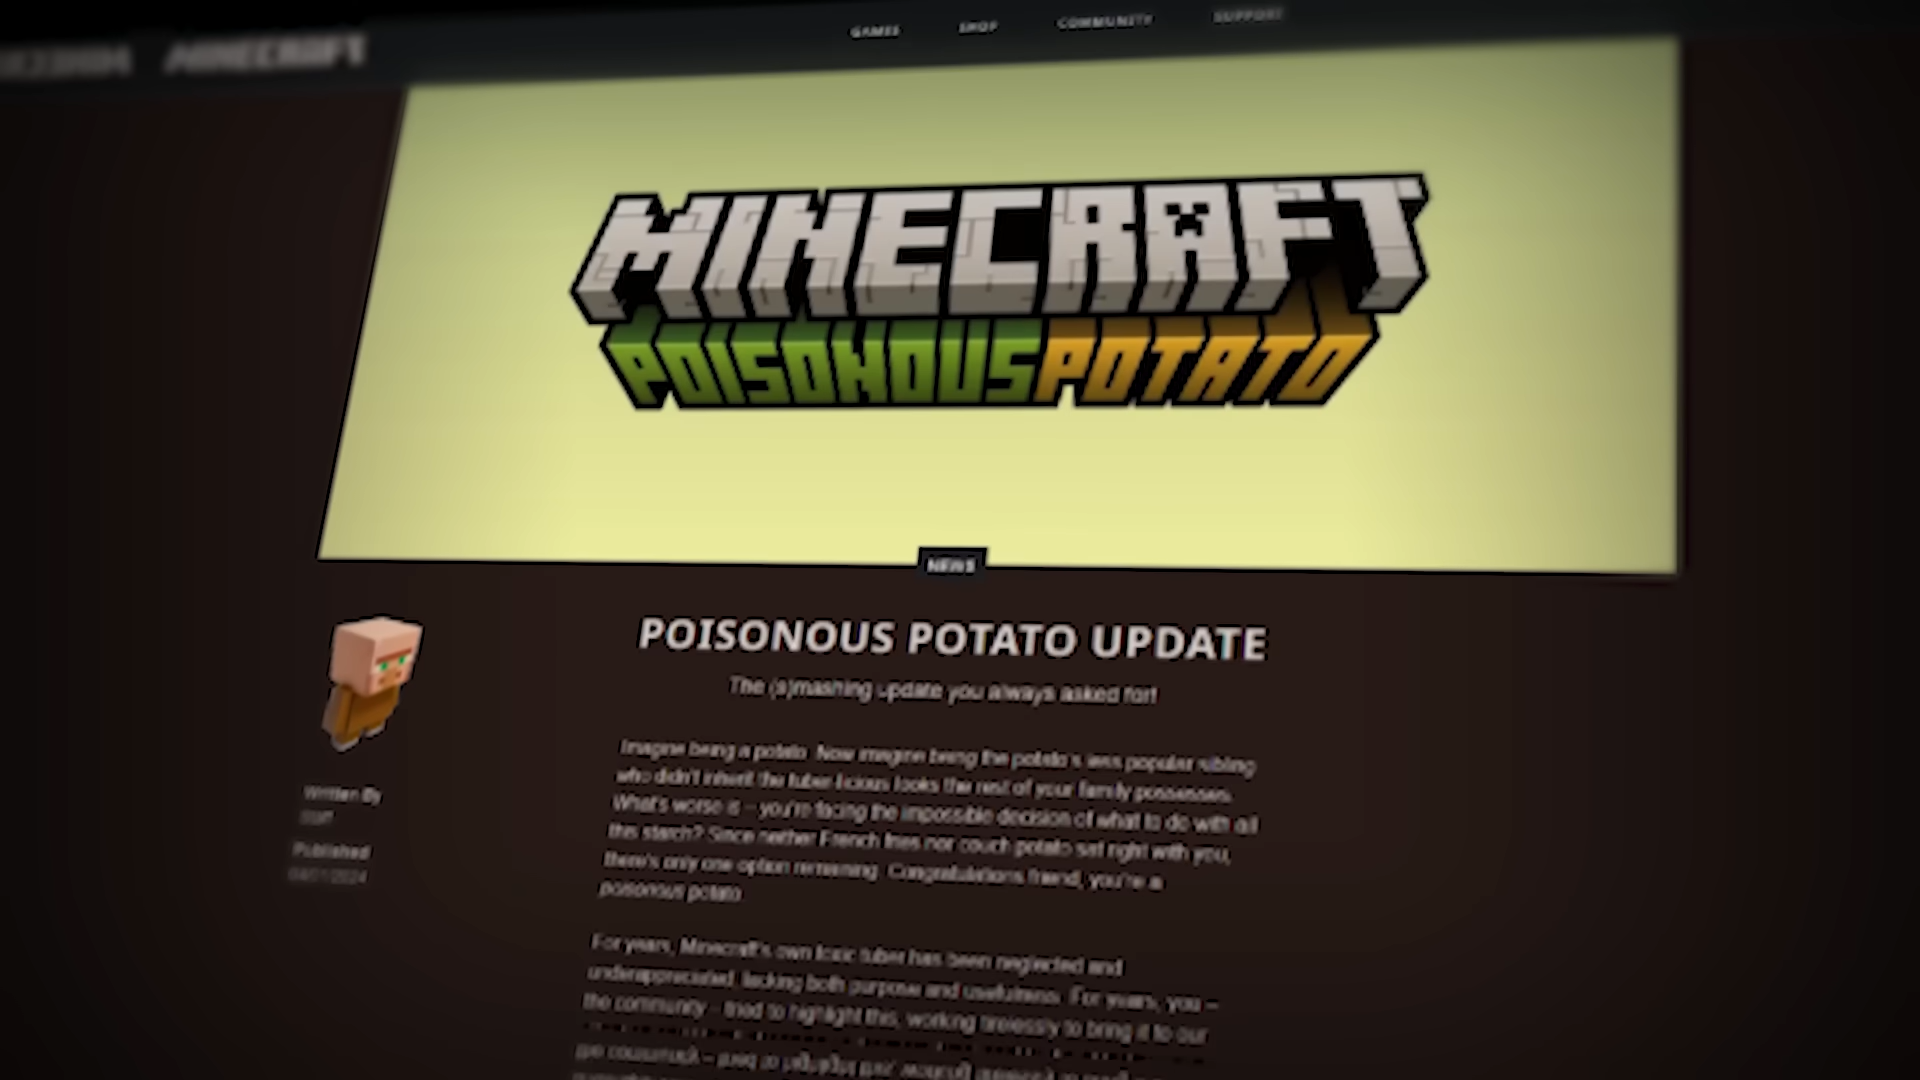 MINECRAFT
GAMES SHOP COMMUNITY SUPPORT
MINECRAFT
POISONOUS POTATO
NEWS
POISONOUS POTATO UPDATE
The (s)mashing update you always asked for!
Imagine being a potato. Now imagine being the potato's less popular sibling
who didn't inherit the tuber-licious looks the rest of your family possesses.
What's worse is – you're facing the impossible decision of what to do with all
this starch? Since neither French fries nor couch potato sat right with you,
there's only one option remaining. Congratulations friend, you're a
poisonous potato.
Written By
Staff
Published
04/01/2024
For years, Minecraft's own toxic tuber has been neglected and
underappreciated, lacking both purpose and usefulness. For years, you –
the community – tried to highlight this, working tirelessly to bring it to our